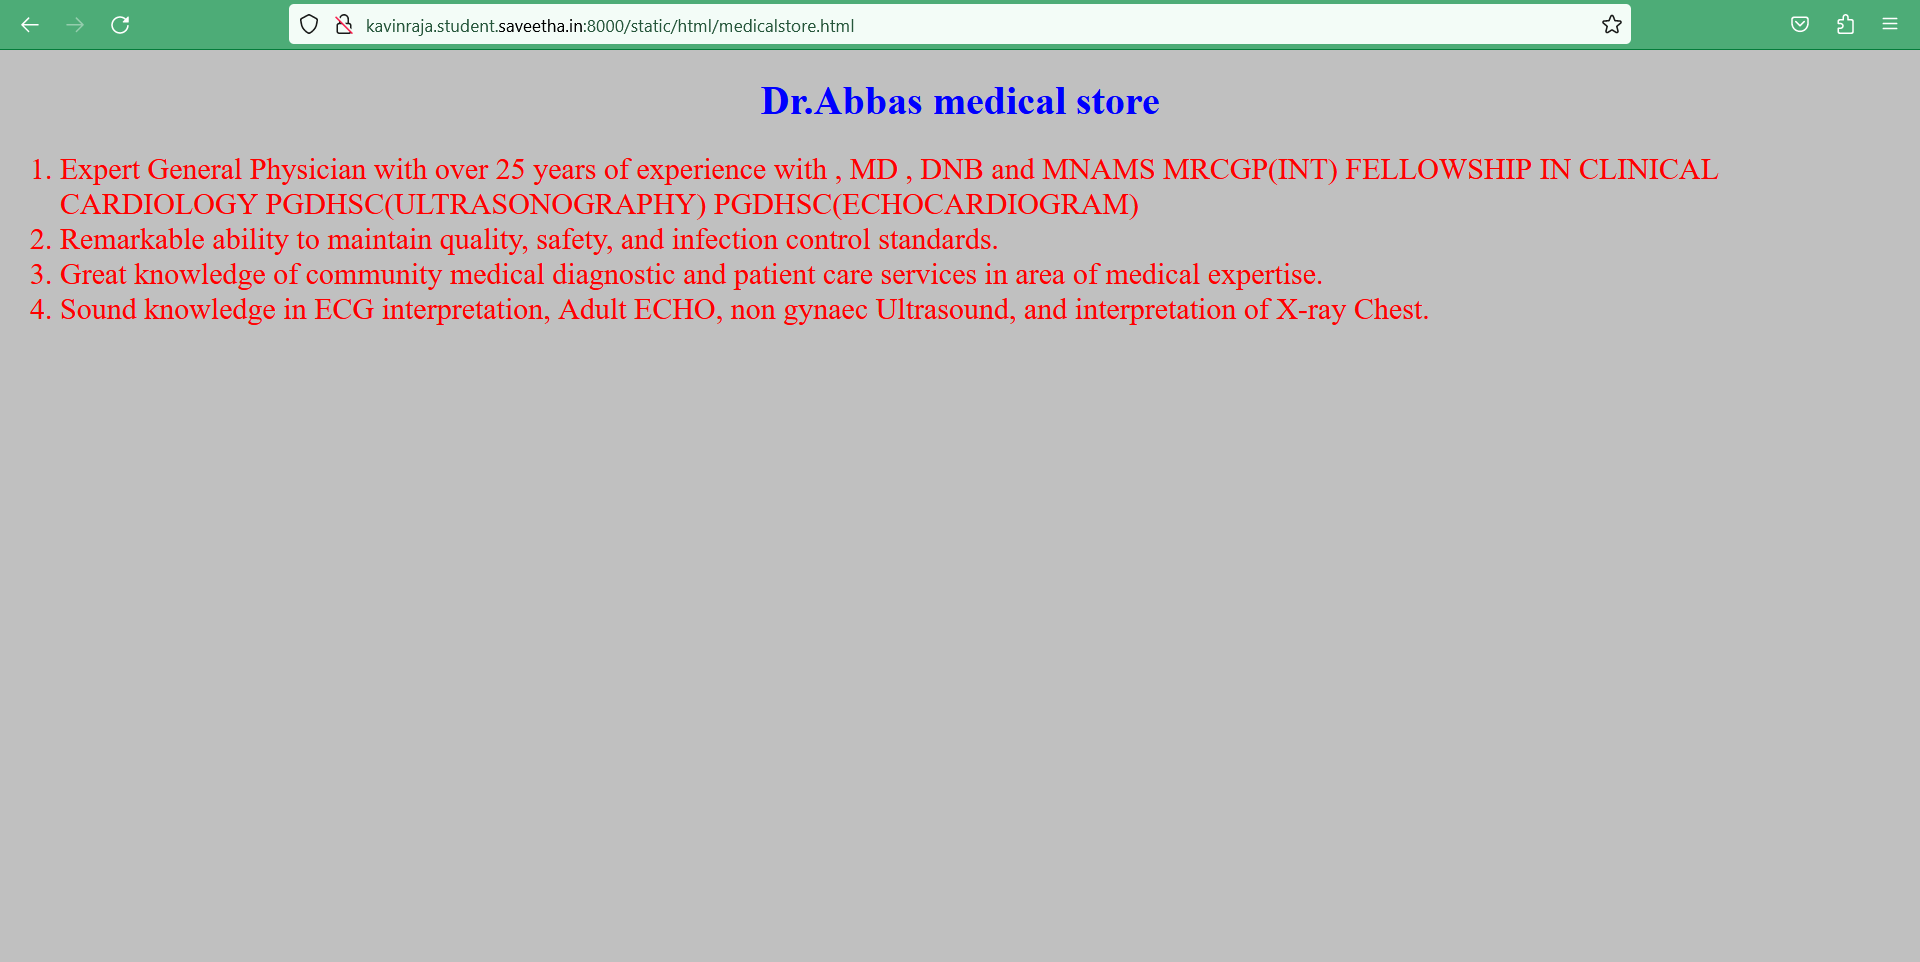 kavinraja.student.saveetha.in:8000/static/html/medicalstore.html
Dr.Abbas medical store
1. Expert General Physician with over 25 years of experience with , MD , DNB and MNAMS MRCGP(INT) FELLOWSHIP IN CLINICAL
CARDIOLOGY PGDHSC(ULTRASONOGRAPHY) PGDHSC(ECHOCARDIOGRAM)
2. Remarkable ability to maintain quality, safety, and infection control standards.
3. Great knowledge of community medical diagnostic and patient care services in area of medical expertise.
4. Sound knowledge in ECG interpretation, Adult ECHO, non gynaec Ultrasound, and interpretation of X-ray Chest.